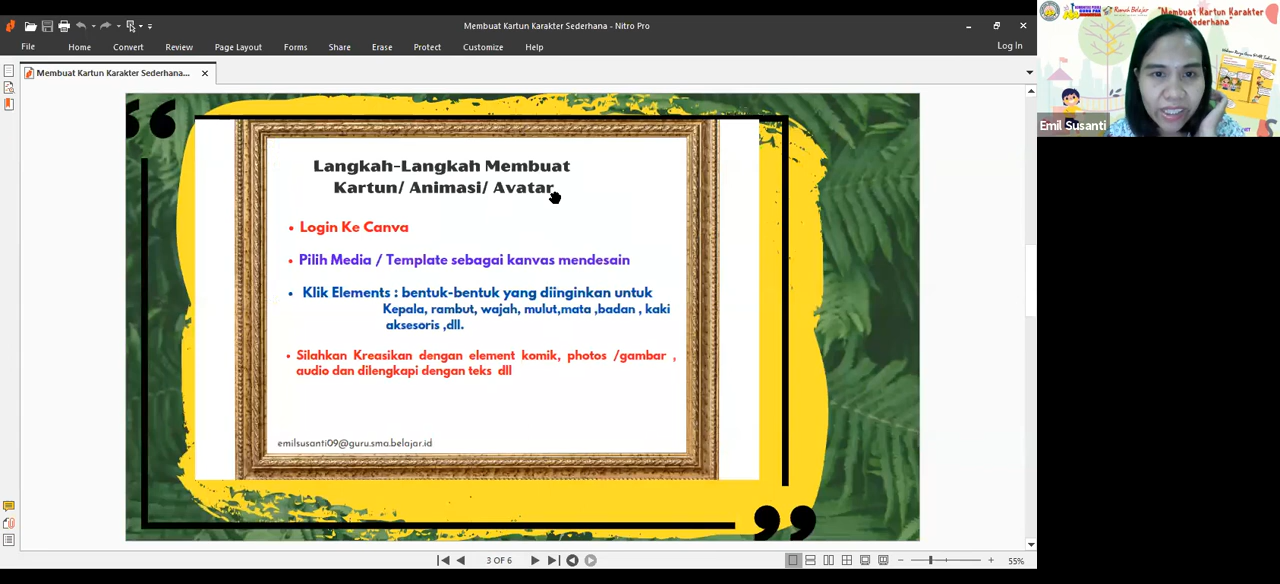 Membuat Kartun Karakter Sederhana - Nitro Pro
File
Home
Convert
Review
Page Layout
Forms
Share
Erase
Protect
Customize
Help
Log In
Membuat Kartun Karakter Sederhana...
Langkah-Langkah Membuat
Kartun/ Animasi/ Avatar
• Login Ke Canva
• Pilih Media / Template sebagai kanvas mendesain
• Klik Elements : bentuk-bentuk yang diinginkan untuk
Kepala, rambut, wajah, mulut,mata ,badan , kaki
aksesoris ,dll.
• Silahkan Kreasikan dengan element komik, photos /gambar ,
audio dan dilengkapi dengan teks dll
emilsusanti09@guru.sma.belajar.id
3 OF 6
55%
Rumah Belajar
"Membuat Kartun Karakter
Sederhana"
Emil Susanti